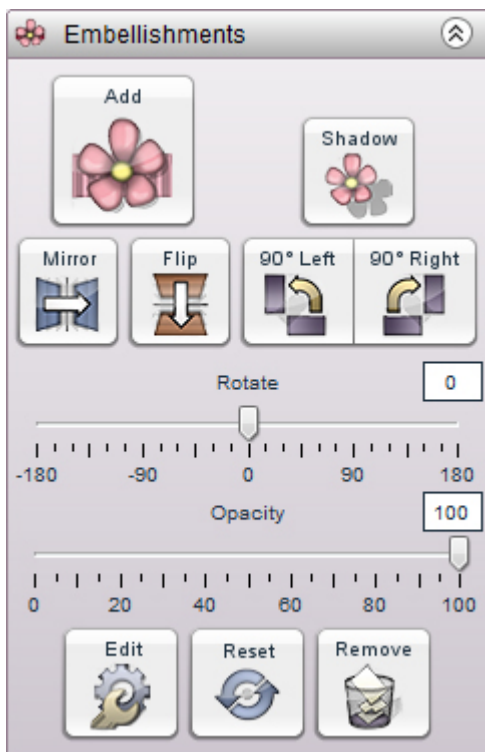 Embellishments
Add
Shadow
Mirror Flip 90° Left 90° Right
Rotate 0
-180 -90 0 90 180
Opacity 100
0 20 40 60 80 100
Edit Reset Remove